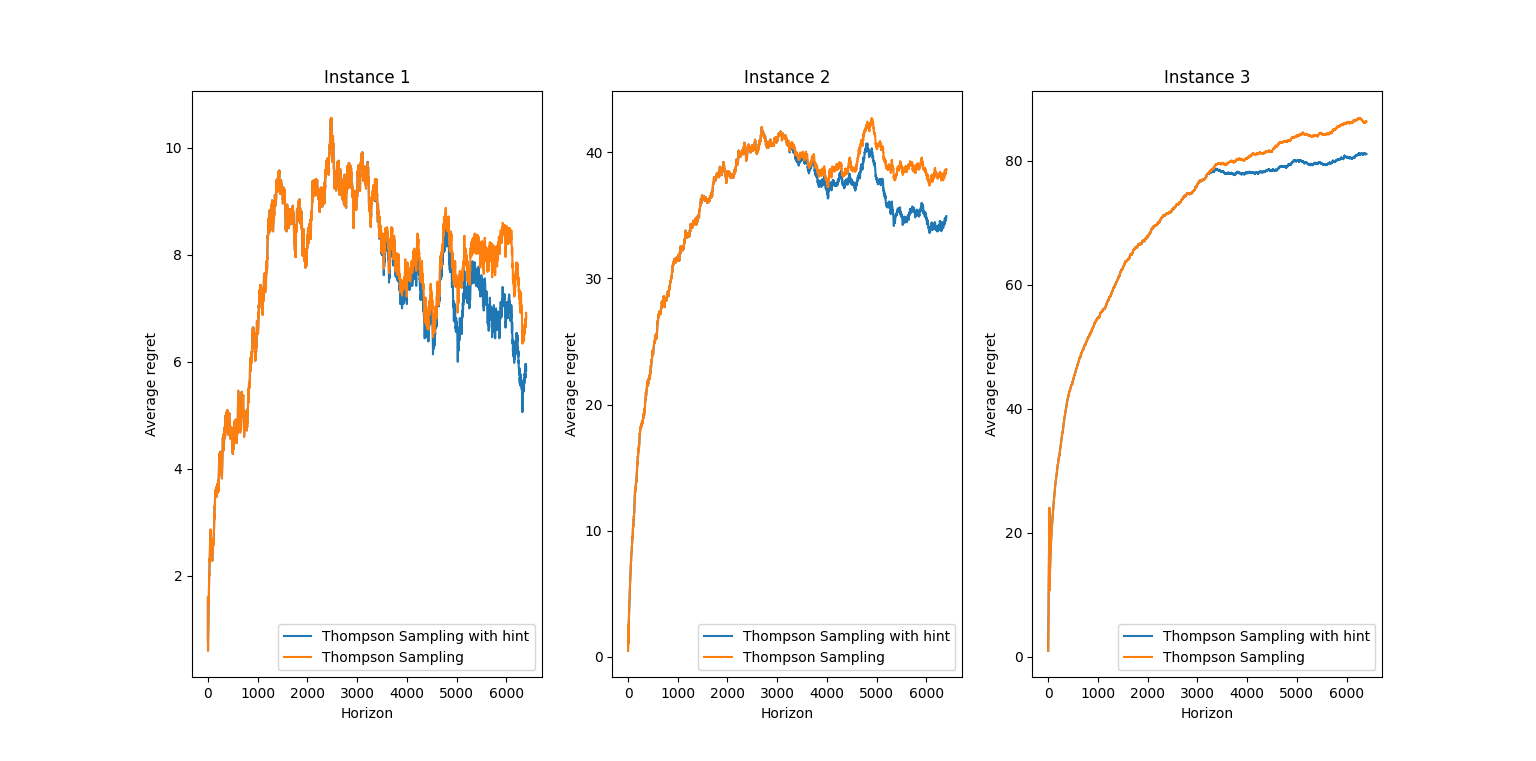 Instance 1
Average regret
10
8
6
4
2
0
1000
2000
3000
4000
5000
6000
Horizon
Thompson Sampling with hint
Thompson Sampling
Instance 2
Average regret
40
30
20
10
0
0
1000
2000
3000
4000
5000
6000
Horizon
Thompson Sampling with hint
Thompson Sampling
Instance 3
Average regret
80
60
40
20
0
0
1000
2000
3000
4000
5000
6000
Horizon
Thompson Sampling with hint
Thompson Sampling